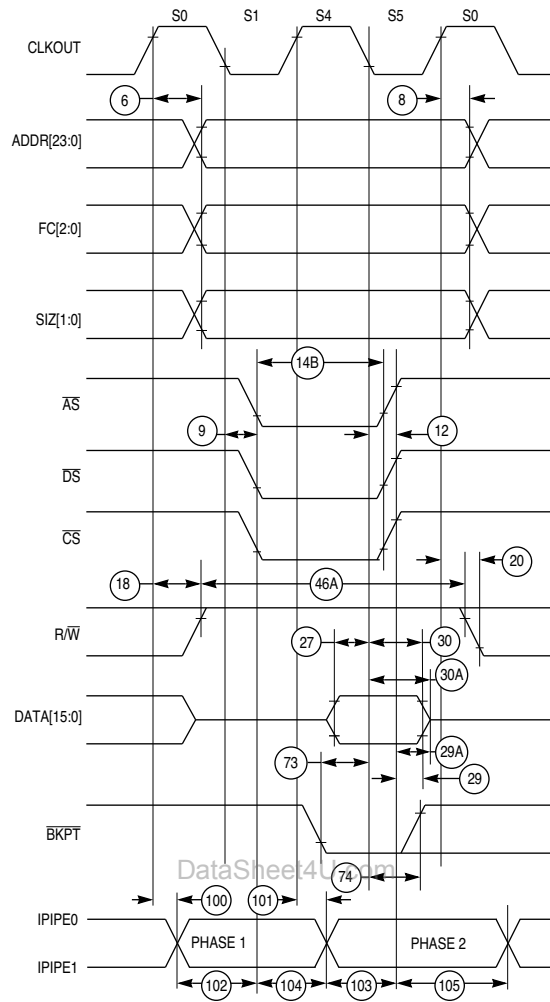 S0 S1 S4 S5 S0
CLKOUT
6 8
ADDR[23:0]
FC[2:0]
SIZ[1:0]
14B
AS
9 12
DS
CS
20
18 46A
R/W
27 30
30A
DATA[15:0]
29A
73 29
BKPT
DataSheet4U.com
74
100 101
IPIPE0
PHASE 1 PHASE 2
IPIPE1
102 104 103 105